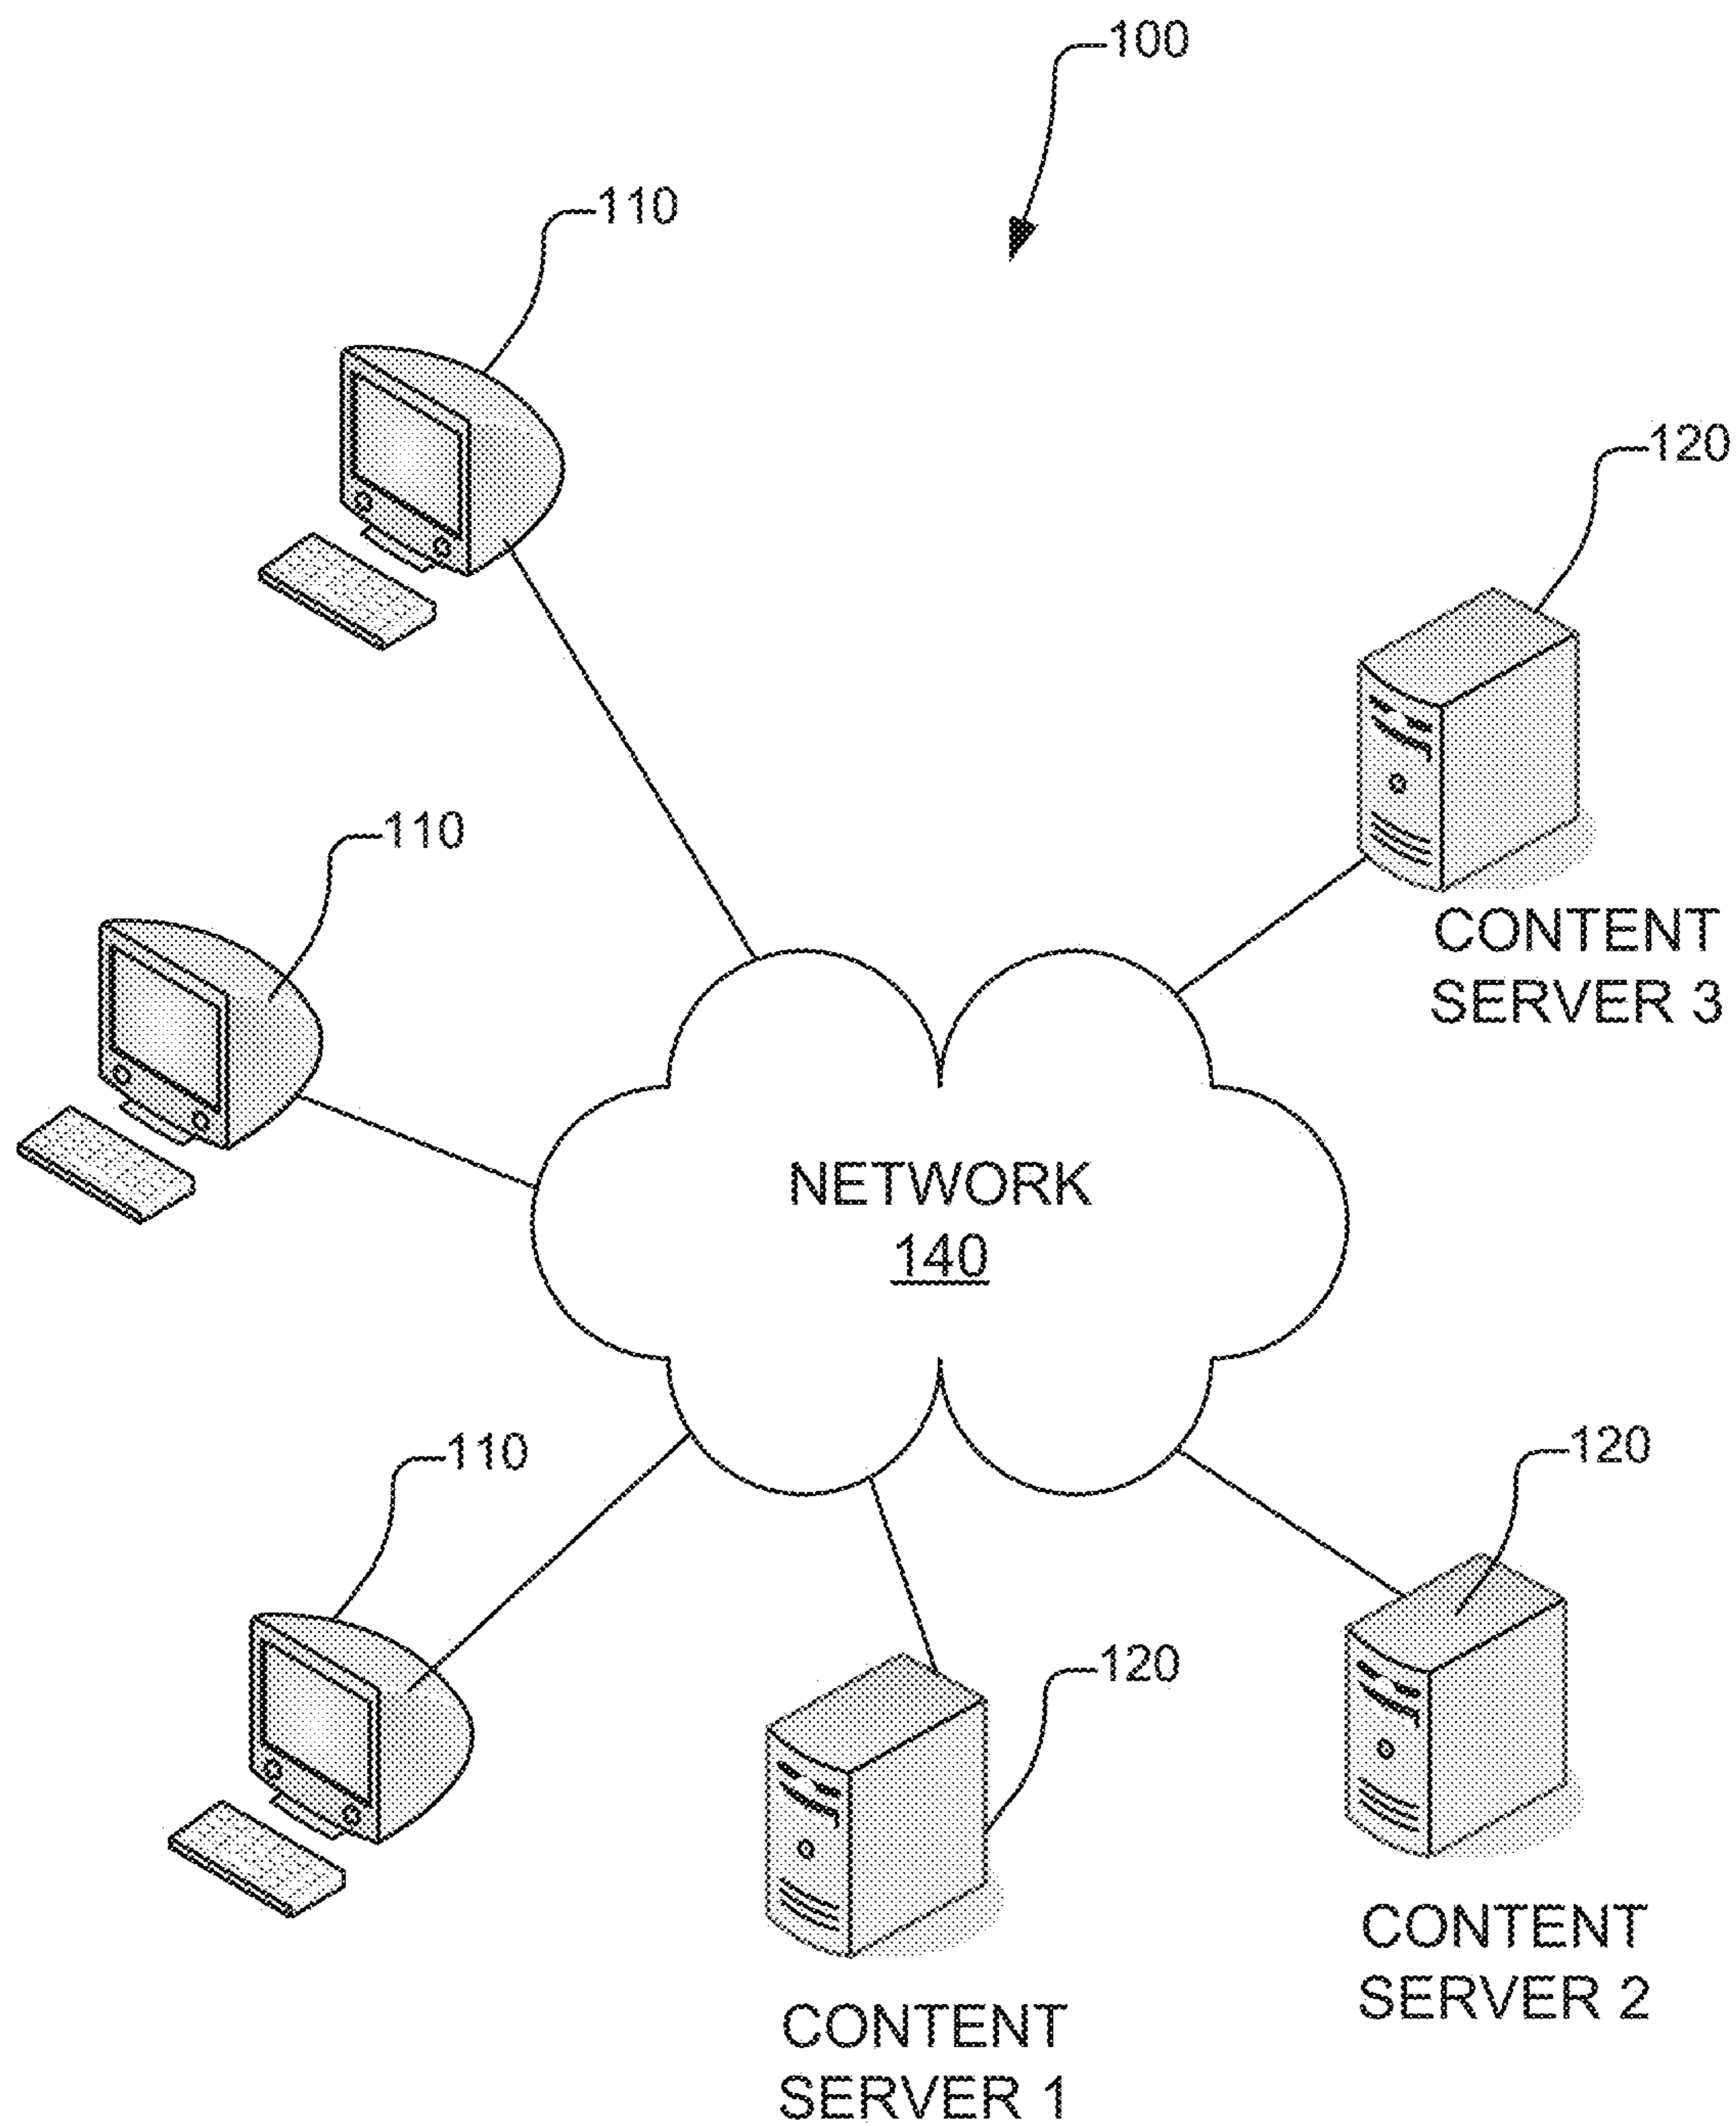 100
110
120
110
CONTENT
SERVER 3
NETWORK
140
110
120
120
CONTENT
SERVER 2
CONTENT
SERVER 1